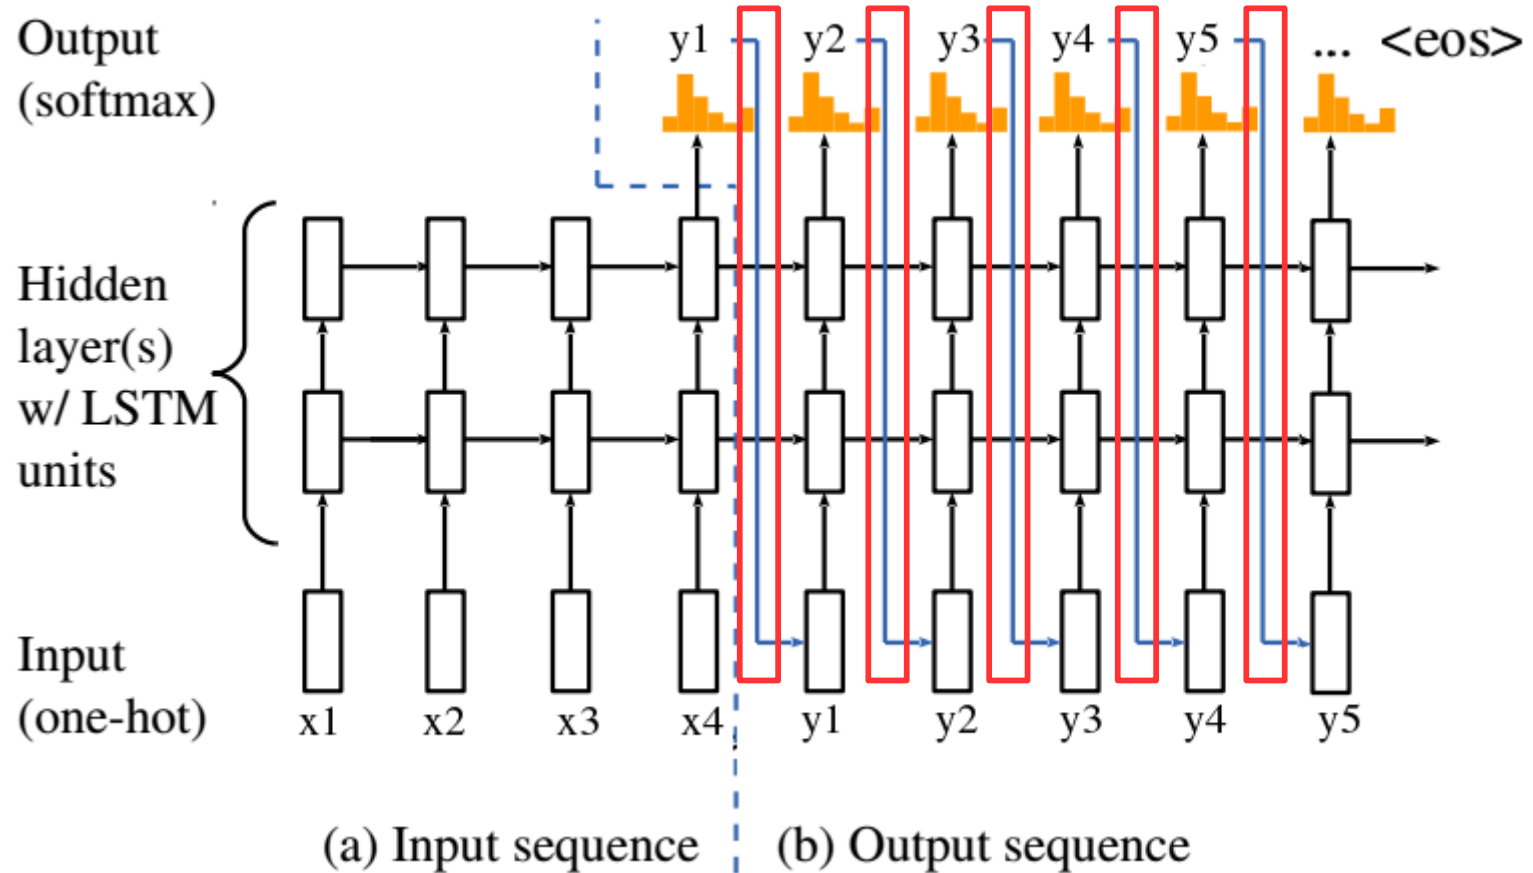 Output
(softmax)
y1 y2 y3 y4 y5 ... <eos>
Hidden
layer(s)
w/ LSTM
units
Input
(one-hot)
x1 x2 x3 x4 y1 y2 y3 y4 y5
(a) Input sequence
(b) Output sequence